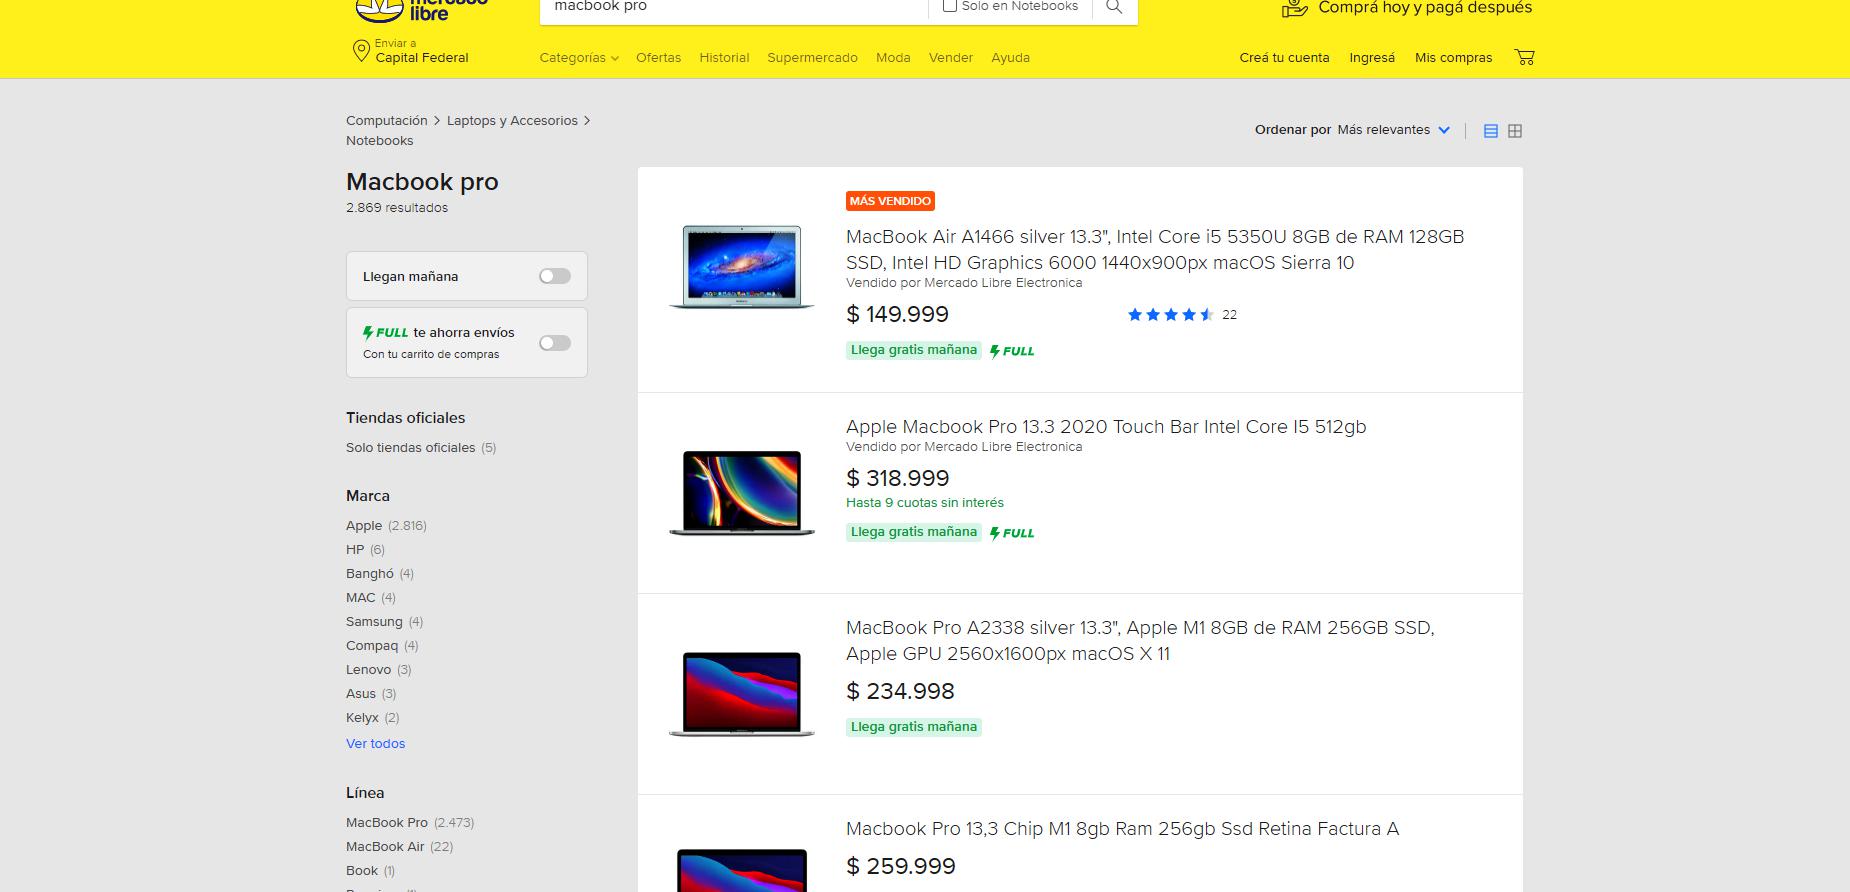 mercado
libre
macbook pro
Solo en Notebooks
Comprá hoy y pagá después
Enviar a
Capital Federal
Categorías Ofertas Historial Supermercado Moda Vender Ayuda
Creá tu cuenta Ingresá Mis compras
Computación > Laptops y Accesorios >
Notebooks
Macbook pro
2.869 resultados
Llegan mañana
FULL te ahorra envíos
Con tu carrito de compras
Tiendas oficiales
Solo tiendas oficiales (5)
Marca
Apple (2.816)
HP (6)
Banghó (4)
MAC (4)
Samsung (4)
Compaq (4)
Lenovo (3)
Asus (3)
Kelyx (2)
Ver todos
Línea
MacBook Pro (2.473)
MacBook Air (22)
Book (1)
Ordenar por Más relevantes
MÁS VENDIDO
MacBook Air A1466 silver 13.3", Intel Core i5 5350U 8GB de RAM 128GB
SSD, Intel HD Graphics 6000 1440x900px macOS Sierra 10
Vendido por Mercado Libre Electronica
$ 149.999
22
Llega gratis mañana FULL
Apple Macbook Pro 13.3 2020 Touch Bar Intel Core I5 512gb
Vendido por Mercado Libre Electronica
$ 318.999
Hasta 9 cuotas sin interés
Llega gratis mañana FULL
MacBook Pro A2338 silver 13.3", Apple M1 8GB de RAM 256GB SSD,
Apple GPU 2560x1600px macOS X 11
$ 234.998
Llega gratis mañana
Macbook Pro 13,3 Chip M1 8gb Ram 256gb Ssd Retina Factura A
$ 259.999